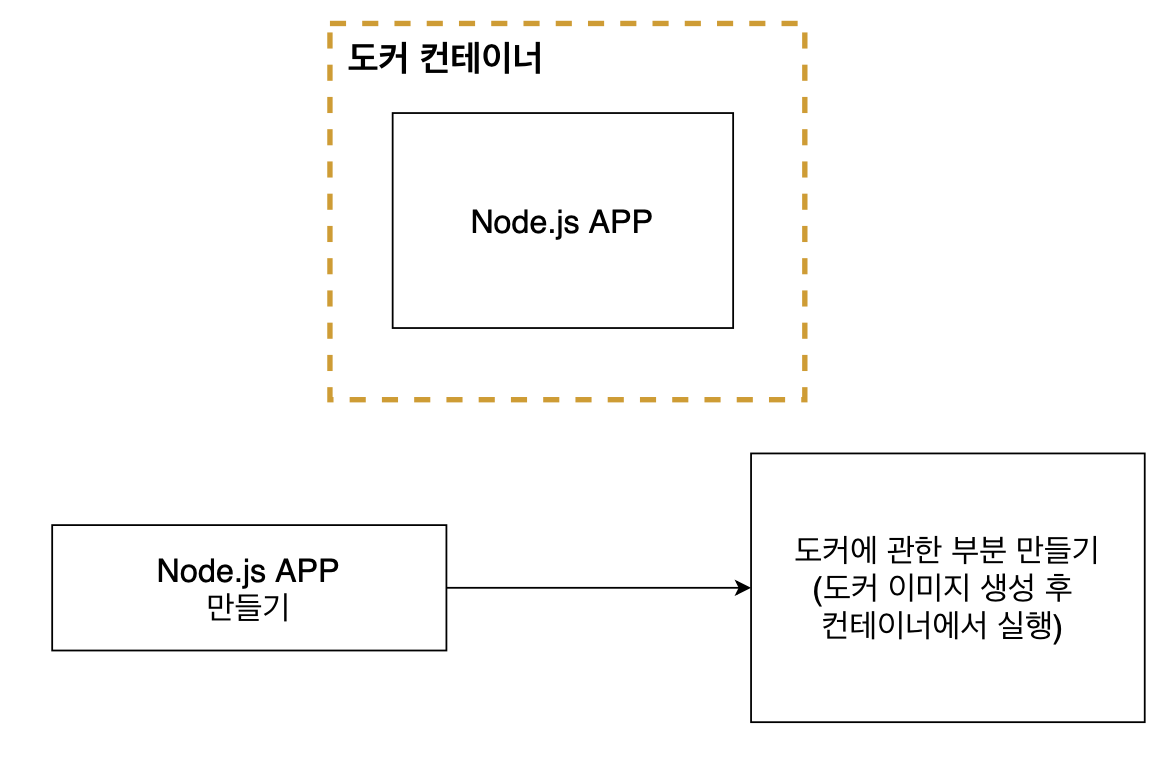 도커 컨테이너
Node.js APP
Node.js APP
만들기
도커에 관한 부분 만들기
(도커 이미지 생성 후
컨테이너에서 실행)